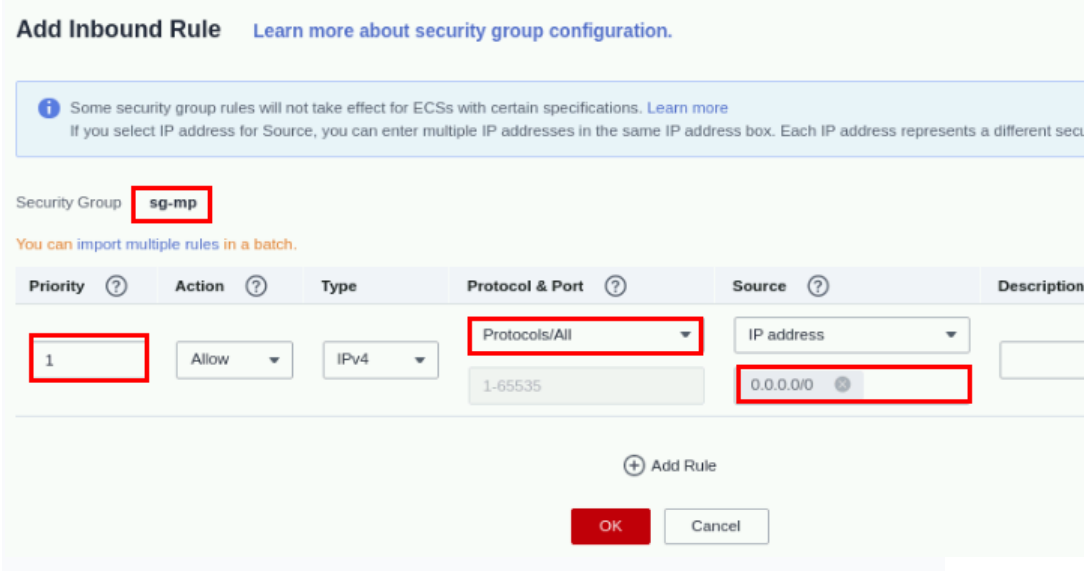 Add Inbound Rule Learn more about security group configuration.
Some security group rules will not take effect for ECSs with certain specifications. Learn more
If you select IP address for Source, you can enter multiple IP addresses in the same IP address box. Each IP address represents a different secu
Security Group sg-mp
You can import multiple rules in a batch.
Priority ? Action ? Type Protocol & Port ? Source ? Description
Protocols/All IP address
1 Allow IPv4
1-65535 0.0.0.0/0
Add Rule
OK Cancel